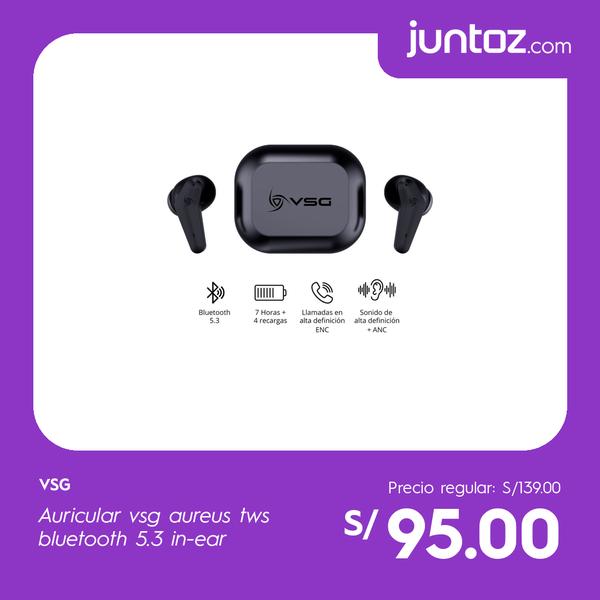 juntoz.com
VSG
Bluetooth
5.3
7 Horas +
4 recargas
Llamadas en
alta definición
ENC
Sonido de
alta definición
+ ANC
VSG
Auricular vsg aureus tws
bluetooth 5.3 in-ear
Precio regular: S/139.00
S/ 95.00